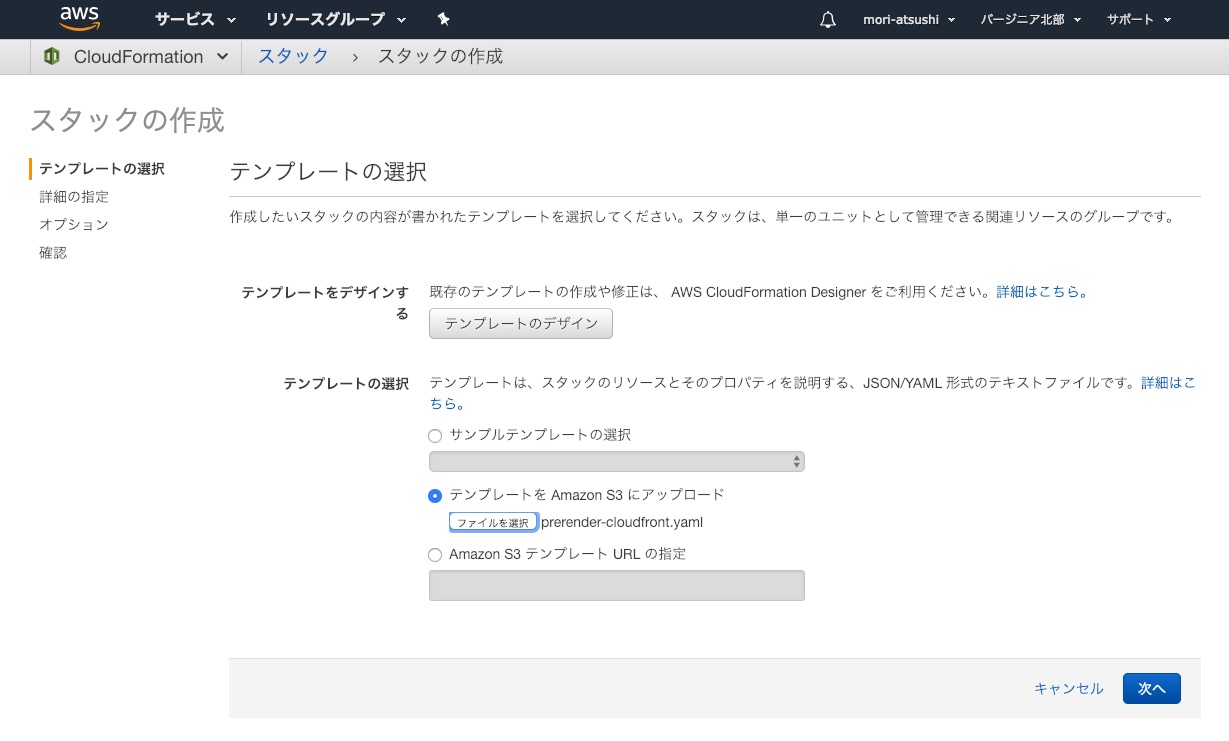 aws サービス リソースグループ mori-atsushi バージニア北部 サポート
CloudFormation スタック › スタックの作成
スタックの作成
テンプレートの選択
詳細の指定
オプション
確認
テンプレートの選択
作成したいスタックの内容が書かれたテンプレートを選択してください。スタックは、単一のユニットとして管理できる関連リソースのグループです。
テンプレートをデザインす
る
既存のテンプレートの作成や修正は、 AWS CloudFormation Designer をご利用ください。詳細はこちら。
テンプレートのデザイン
テンプレートの選択
テンプレートは、スタックのリソースとそのプロパティを説明する、JSON/YAML 形式のテキストファイルです。詳細はこ
ちら。
サンプルテンプレートの選択
テンプレートを Amazon S3 にアップロード
ファイルを選択 prerender-cloudfront.yaml
Amazon S3 テンプレート URL の指定
キャンセル 次へ